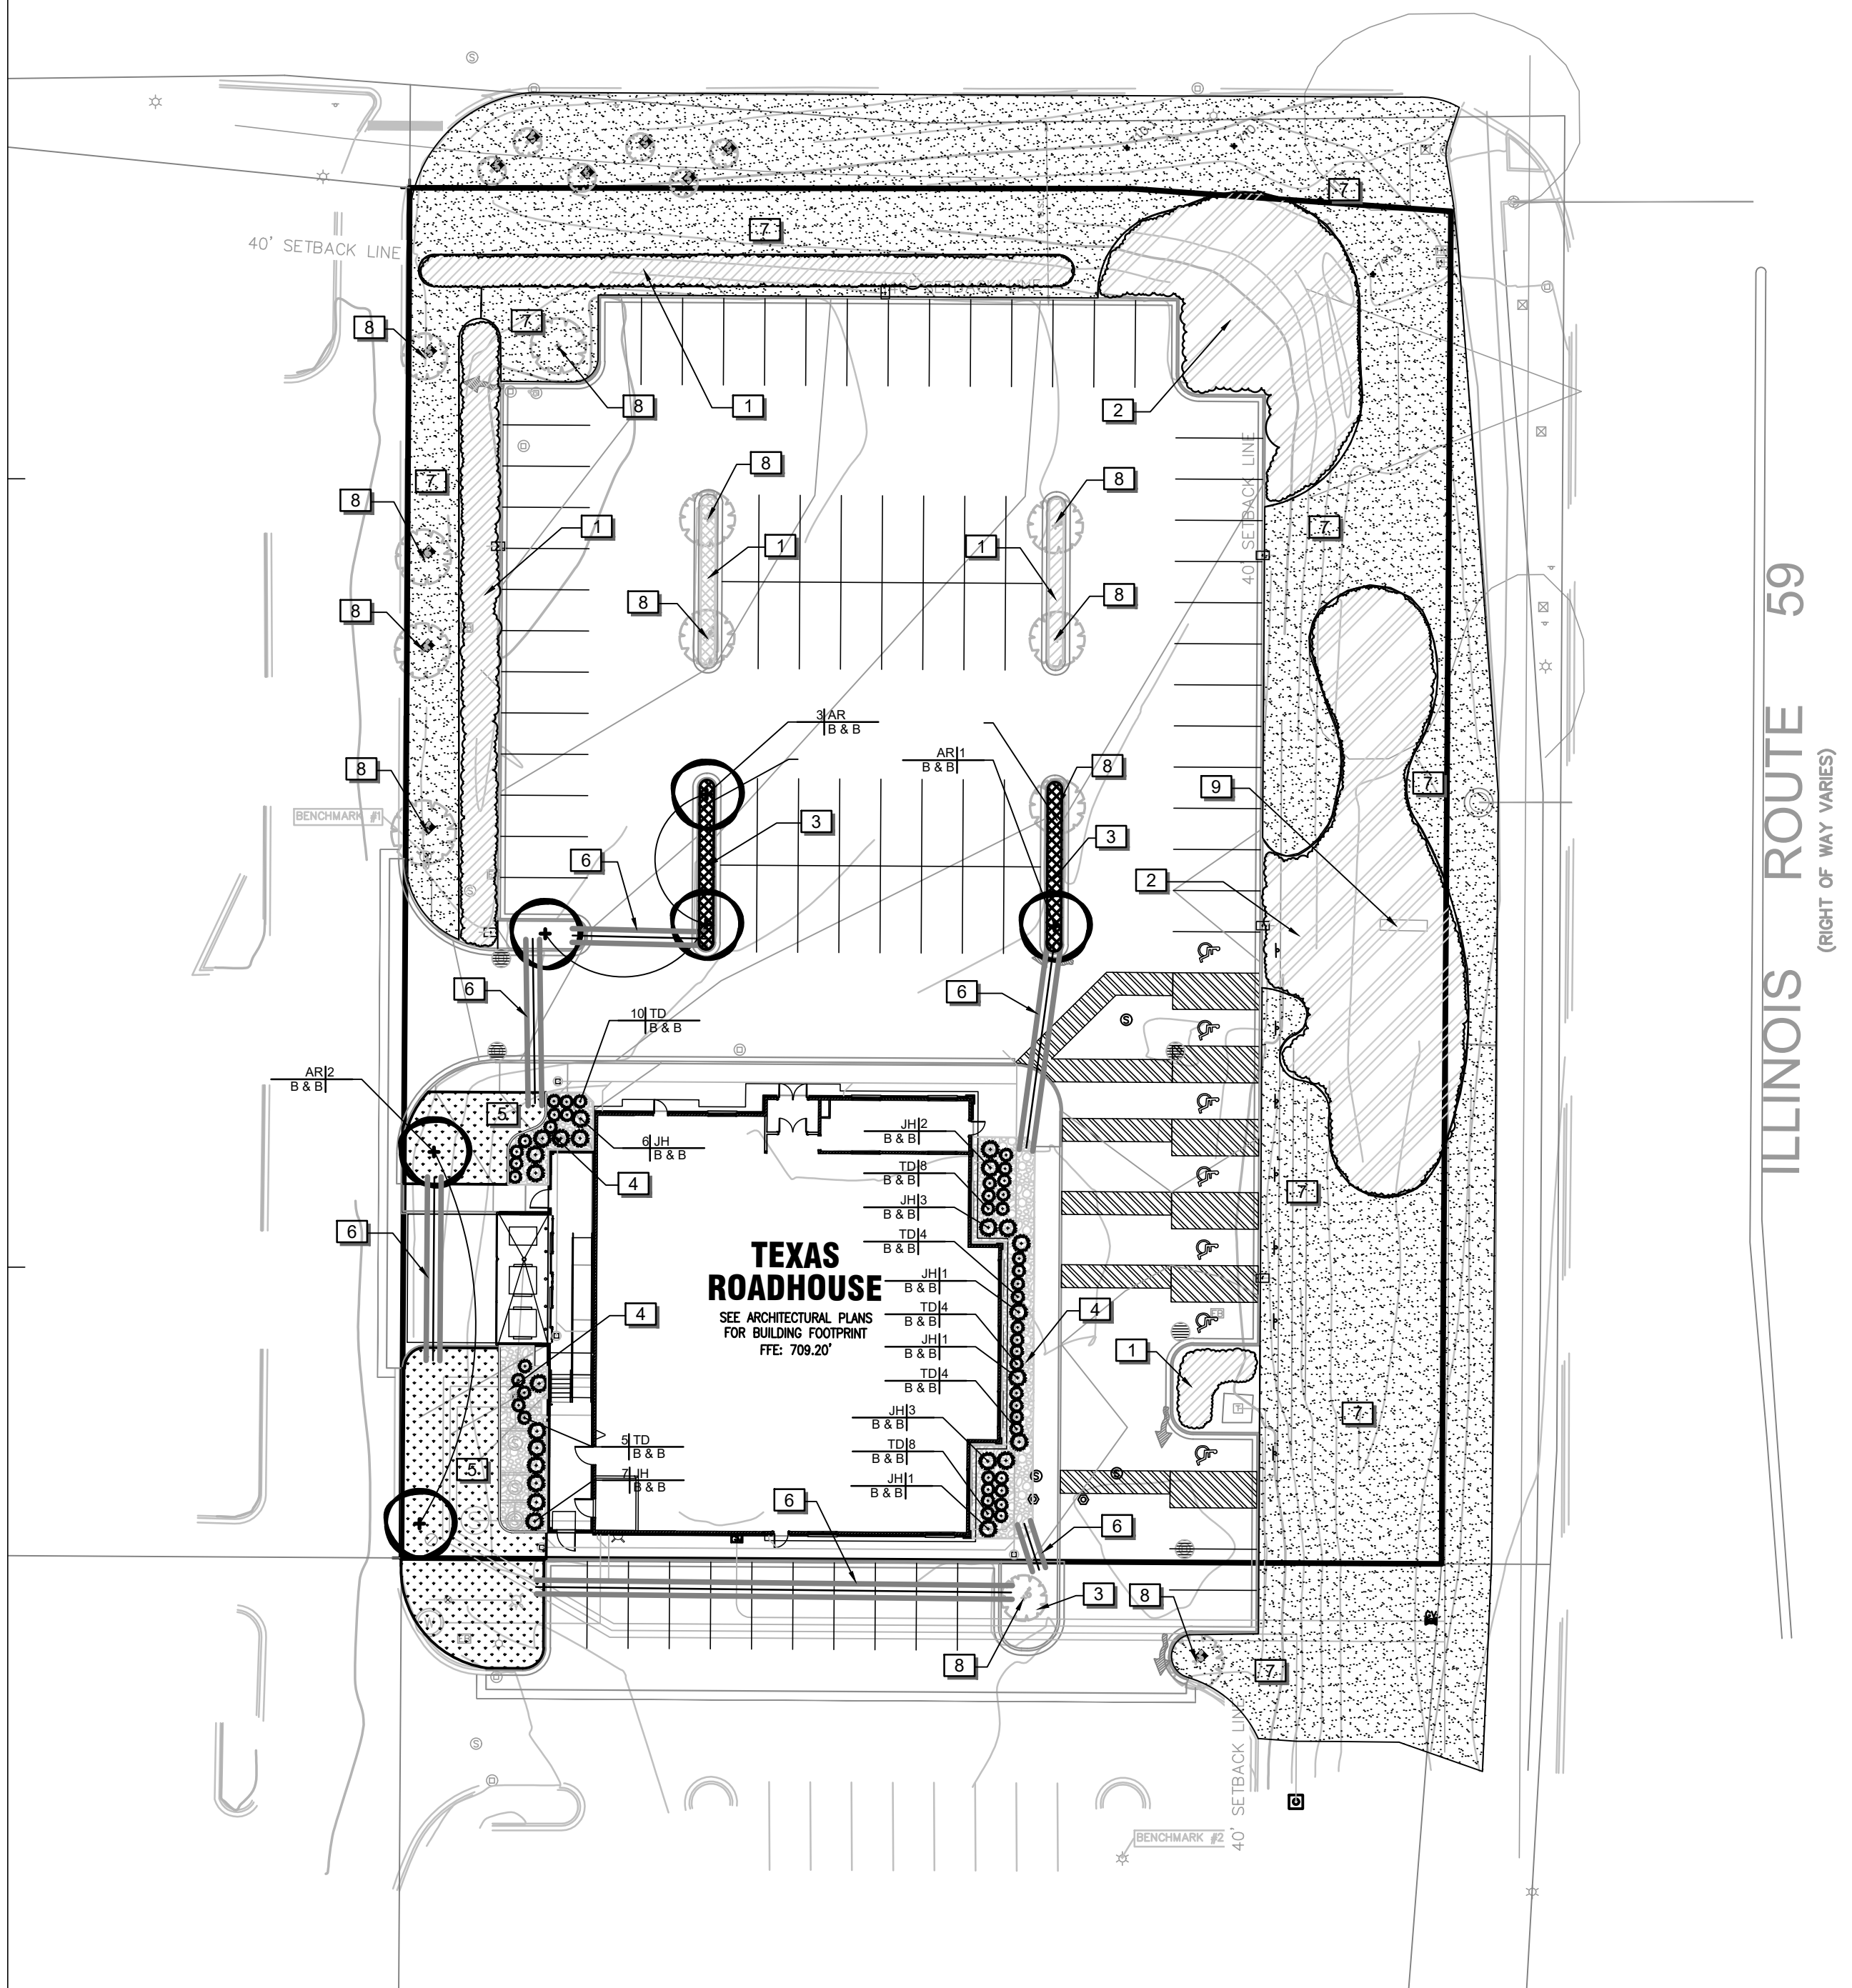 7
7
40' SETBACK LINE
40' SETBACK LINE
7
8
8
1
2
8
8
7
8
1
7
1
1
40' SETBACK LINE
8
8
8
3 AR
B & B
AR 1
B & B
8
8
7
9
BENCHMARK #1
3
3
6
2
6
6
10 TD
B & B
AR 2
B & B
5
6 JH
B & B
4
JH 2
B & B
TD 8
B & B
JH 3
B & B
TD 4
B & B
JH 1
B & B
TD 4
B & B
JH 1
B & B
TD 4
B & B
JH 3
B & B
TD 8
B & B
JH 1
B & B
7
6
TEXAS
ROADHOUSE
SEE ARCHITECTURAL PLANS
FOR BUILDING FOOTPRINT
FFE: 709.20'
4
4
1
7
5 TD
B & B
7 JH
B & B
5
6
6
3
8
8
7
40' SETBACK LINE
BENCHMARK #2
ILLINOIS ROUTE 59
(RIGHT OF WAY VARIES)